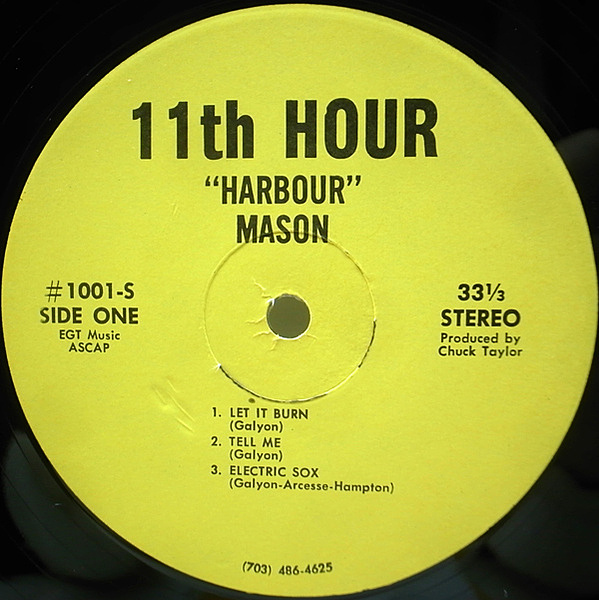 11th HOUR
"HARBOUR"
MASON
#1001-S
SIDE ONE
EGT Music
ASCAP
33⅓
STEREO
Produced by
Chuck Taylor
1. LET IT BURN
(Galyon)
2. TELL ME
(Galyon)
3. ELECTRIC SOX
(Galyon-Arcesse-Hampton)
(703) 486-4625